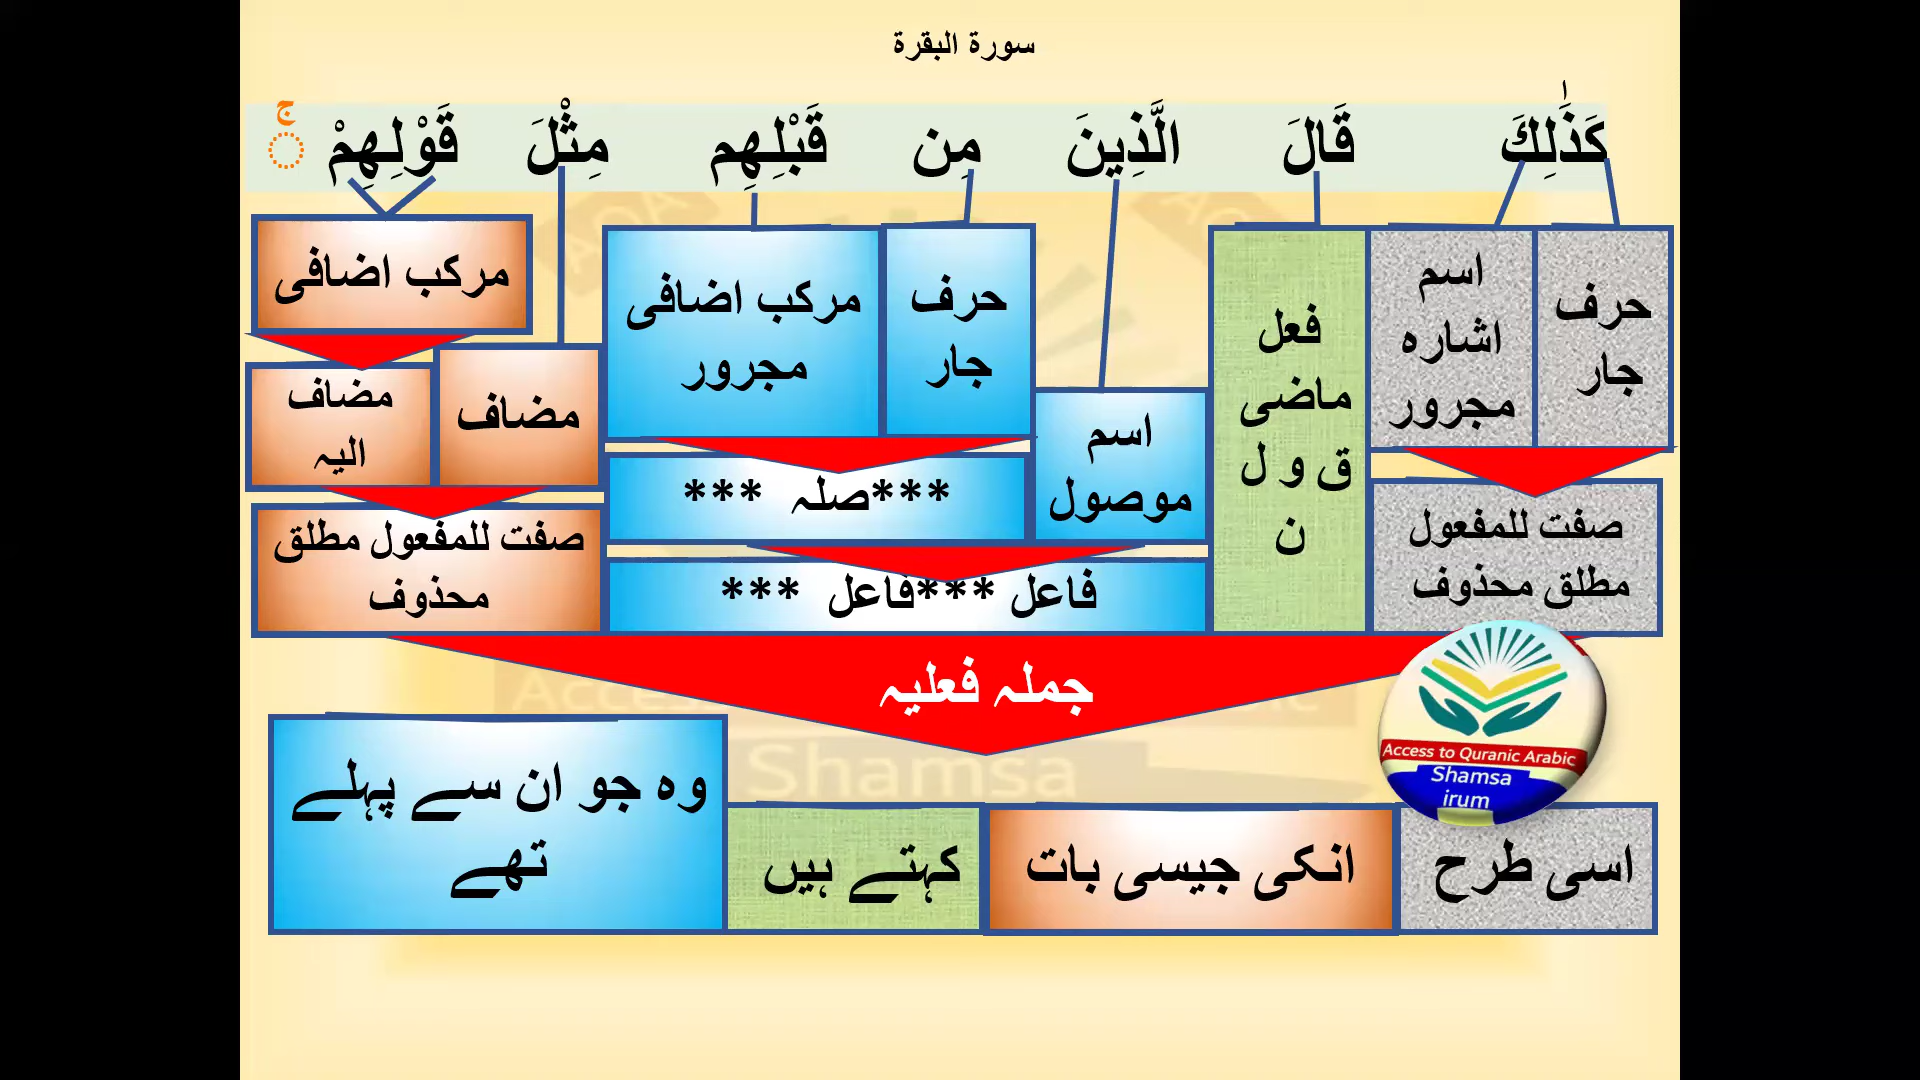 سورة البقرة
كَذَٰلِكَ قَالَ الَّذِينَ مِن قَبْلِهِم مِثْلَ قَوْلِهِمْ ۚ
حرف
جار
اسم
اشارہ
مجرور
صفت للمفعول
مطلق محذوف
فعل
ماضی
ق و ل
ن
اسم
موصول
حرف
جار
مرکب اضافی
مجرور
***صلہ ***
فاعل ***فاعل ***
مرکب اضافی
مضاف
مضاف
الیہ
صفت للمفعول مطلق
محذوف
جملہ فعلیہ
اسی طرح
انکی جیسی بات
کہتے ہیں
وہ جو ان سے پہلے
تھے
Access to Quranic Arabic
Shamsa
irum
Shamsa